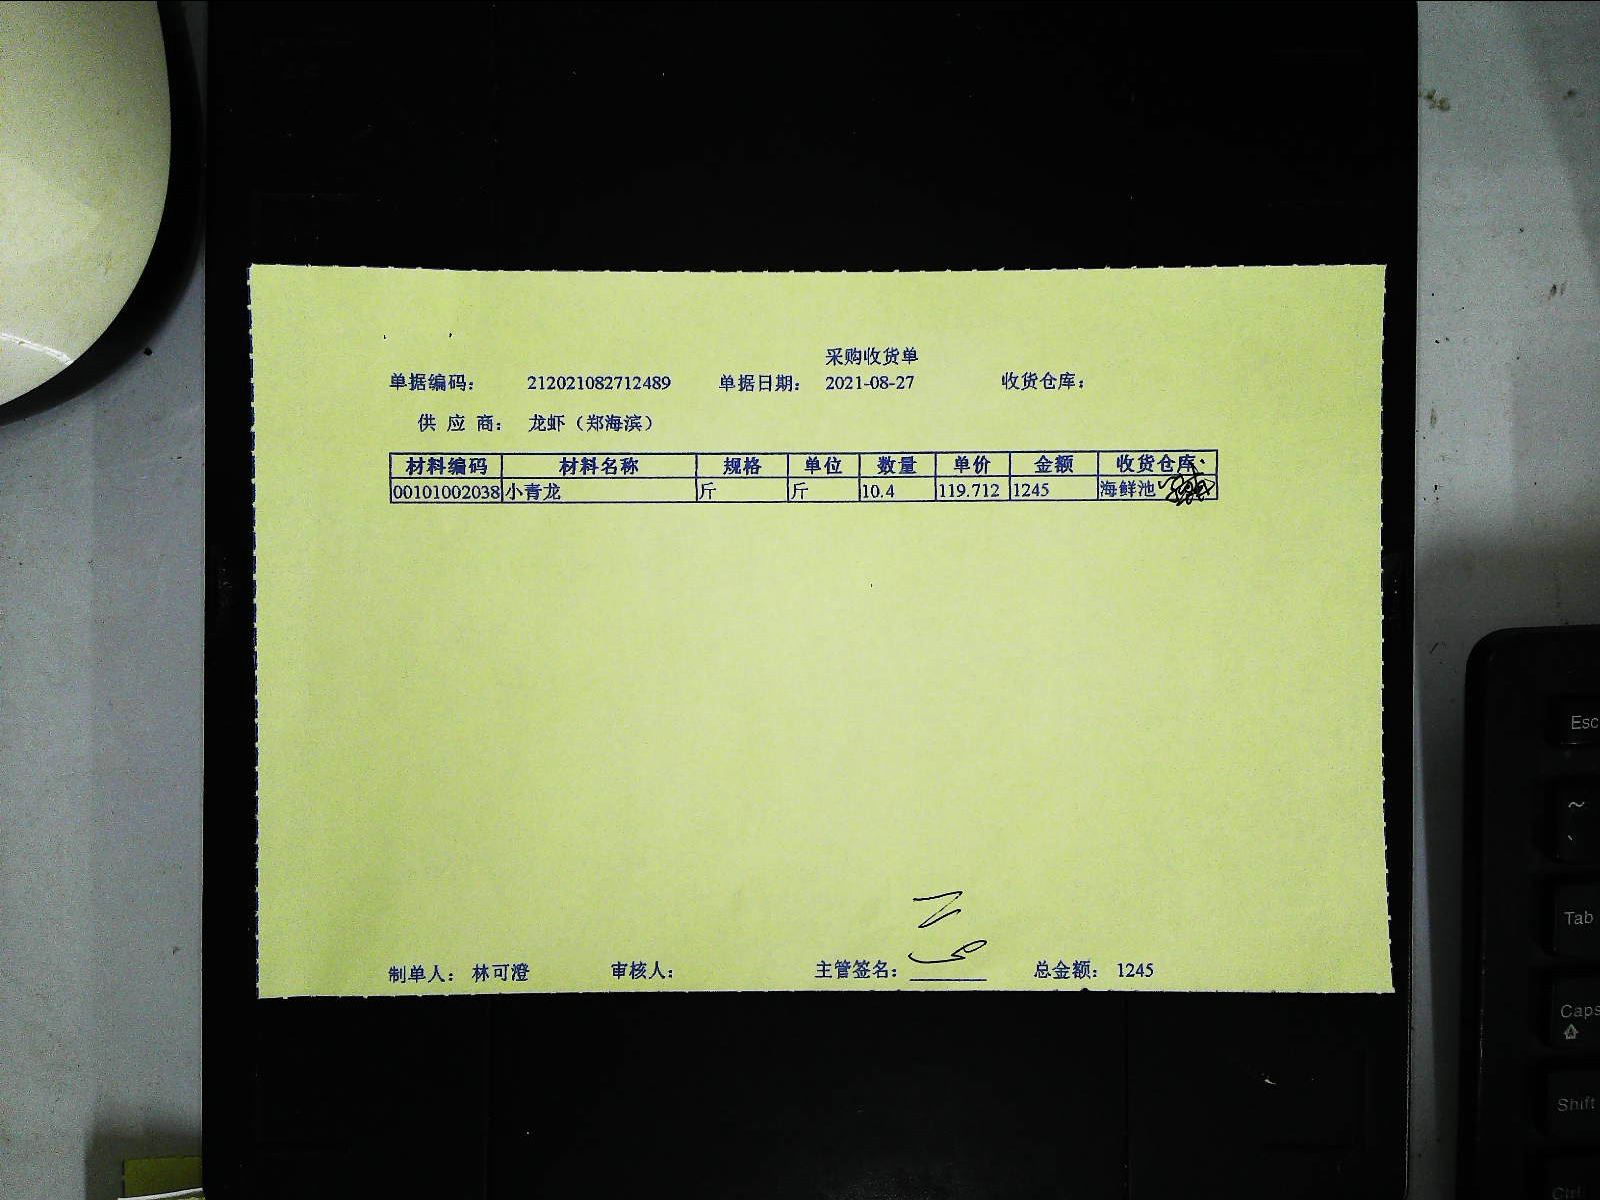 采购收货单
单据编码： 212021082712489 单据日期： 2021-08-27 收货仓库：
供 应 商： 龙虾（郑海滨）
材料编码 材料名称 规格 单位 数量 单价 金额 收货仓库
00101002038 小青龙 斤 斤 10.4 119.712 1245 海鲜池
制单人： 林可澄 审核人： 主管签名： 总金额： 1245
Esc
~
`
Tab
Caps
Shift
Ctrl